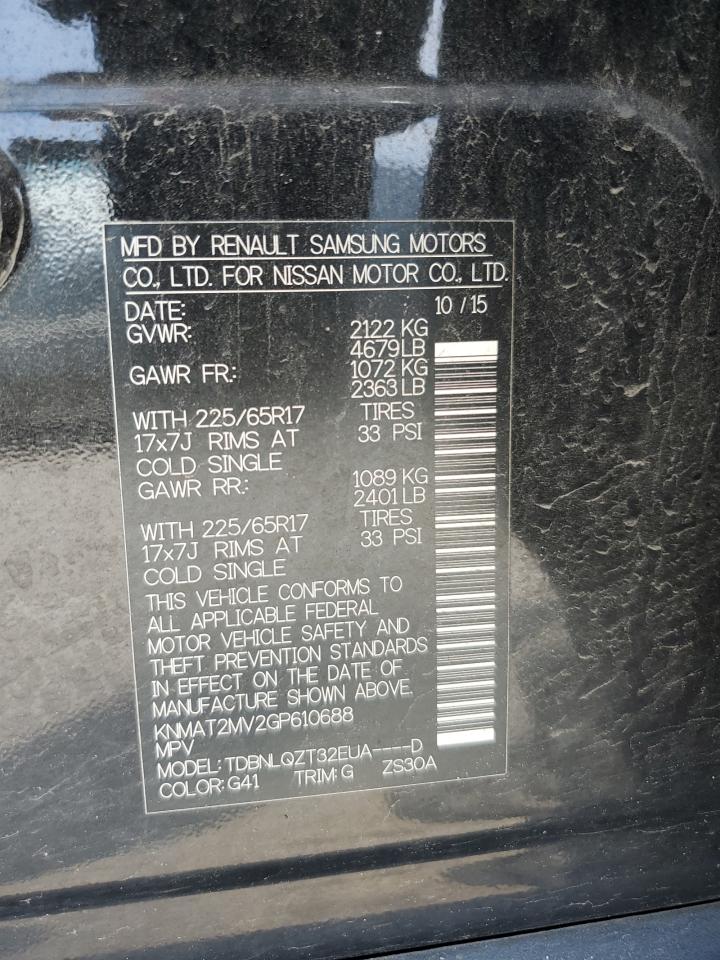 MFD BY RENAULT SAMSUNG MOTORS
CO., LTD. FOR NISSAN MOTOR CO., LTD.
DATE: 10 / 15
GVWR: 2122 KG
4679 LB
GAWR FR.: 1072 KG
2363 LB
WITH 225/65R17 TIRES
17x7J RIMS AT 33 PSI
COLD SINGLE
GAWR RR.: 1089 KG
2401 LB
WITH 225/65R17 TIRES
17x7J RIMS AT 33 PSI
COLD SINGLE
THIS VEHICLE CONFORMS TO
ALL APPLICABLE FEDERAL
MOTOR VEHICLE SAFETY AND
THEFT PREVENTION STANDARDS
IN EFFECT ON THE DATE OF
MANUFACTURE SHOWN ABOVE.
KNMAT2MV2GP610688
MPV
MODEL: TDBNLQZT32EUA----D
COLOR: G41 TRIM: G ZS30A